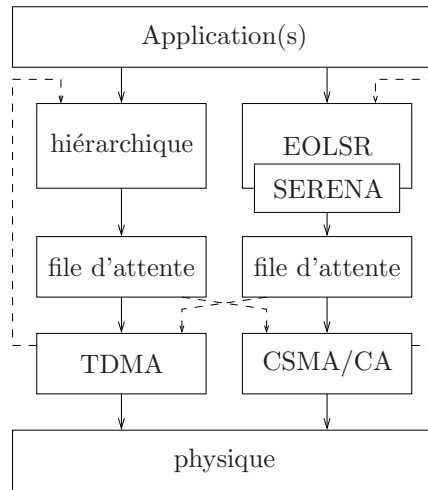 Application(s)
hiérarchique
EOLSR
SERENA
file d'attente
file d'attente
TDMA
CSMA/CA
physique